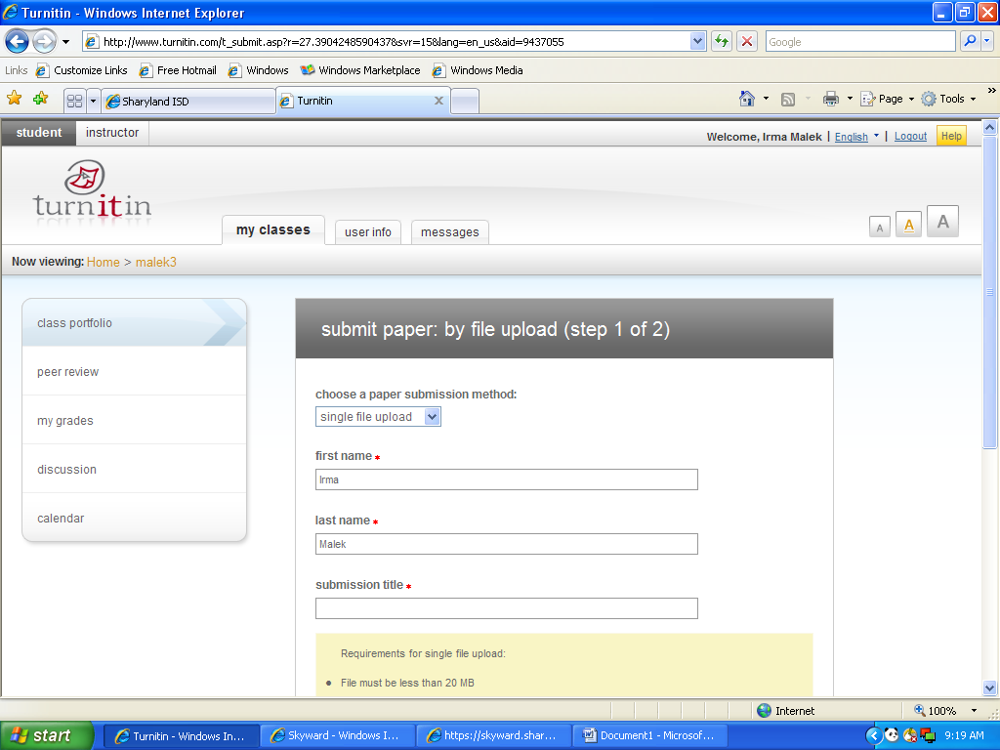 Turnitin - Windows Internet Explorer
http://www.turnitin.com/t_submit.asp?r=27.3904248590437&svr=15&lang=en_us&aid=9437055
Google
Links Customize Links Free Hotmail Windows Windows Marketplace Windows Media
Sharyland ISD Turnitin Page Tools »
student instructor
Welcome, Irma Malek | English | Logout Help
turnitin
my classes user info messages
A A A
Now viewing: Home > malek3
class portfolio
peer review
my grades
discussion
calendar
submit paper: by file upload (step 1 of 2)
choose a paper submission method:
single file upload
first name *
Irma
last name *
Malek
submission title *
Requirements for single file upload:
• File must be less than 20 MB
Internet 100%
start Turnitin - Windows In... Skyward - Windows I... https://skyward.shar... Document1 - Microsof... 9:19 AM